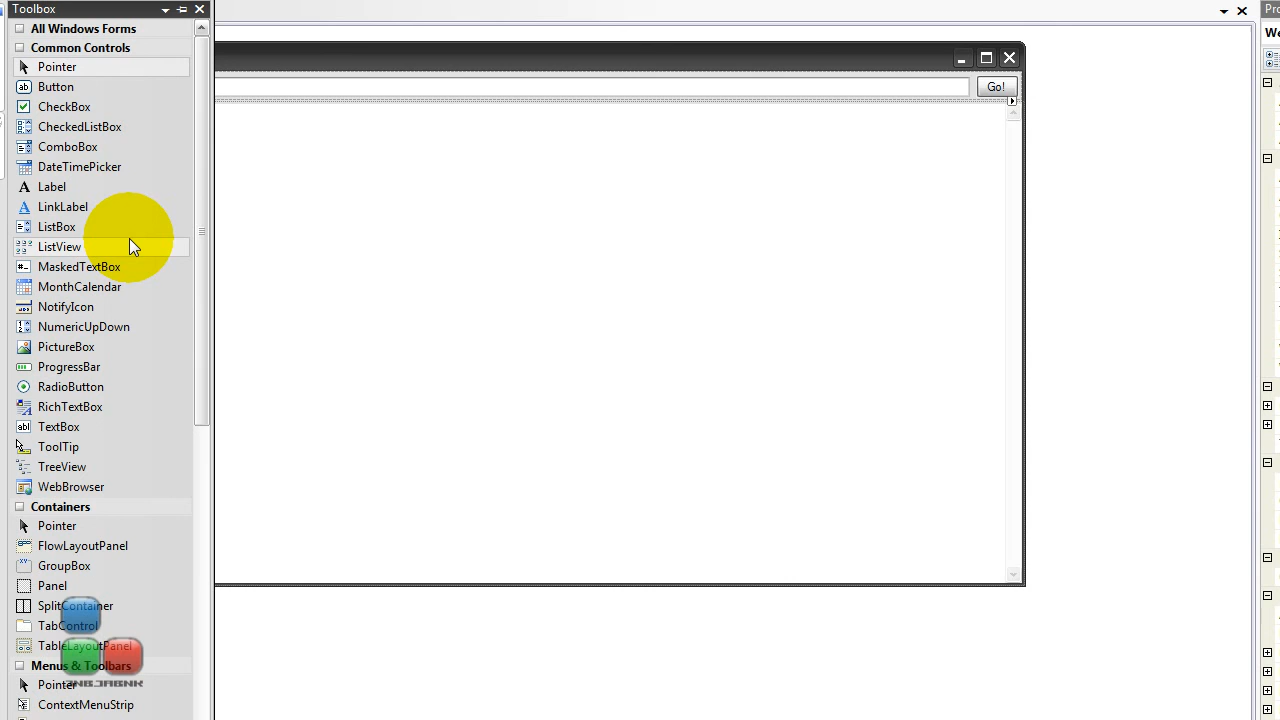 Toolbox
All Windows Forms
Common Controls
Pointer
Button
CheckBox
CheckedListBox
ComboBox
DateTimePicker
Label
LinkLabel
ListBox
ListView
MaskedTextBox
MonthCalendar
NotifyIcon
NumericUpDown
PictureBox
ProgressBar
RadioButton
RichTextBox
TextBox
ToolTip
TreeView
WebBrowser
Containers
Pointer
FlowLayoutPanel
GroupBox
Panel
SplitContainer
TabControl
TableLayoutPanel
Menus & Toolbars
Pointer
ContextMenuStrip
Go!